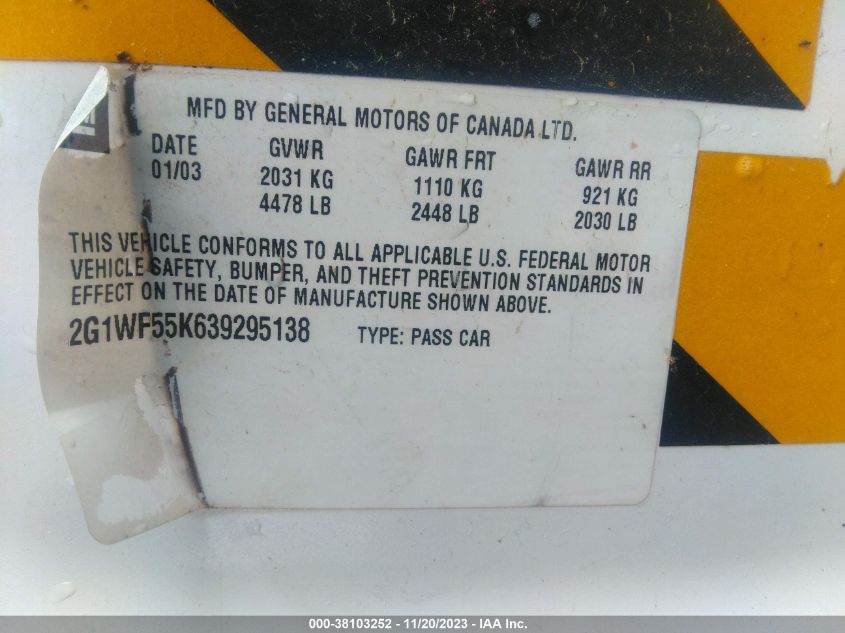 MFD BY GENERAL MOTORS OF CANADA LTD.
DATE GVWR GAWR FRT GAWR RR
01/03 2031 KG 1110 KG 921 KG
4478 LB 2448 LB 2030 LB
THIS VEHICLE CONFORMS TO ALL APPLICABLE U.S. FEDERAL MOTOR
VEHICLE SAFETY, BUMPER, AND THEFT PREVENTION STANDARDS IN
EFFECT ON THE DATE OF MANUFACTURE SHOWN ABOVE.
2G1WF55K639295138 TYPE: PASS CAR
000-38103252 - 11/20/2023 - IAA Inc.